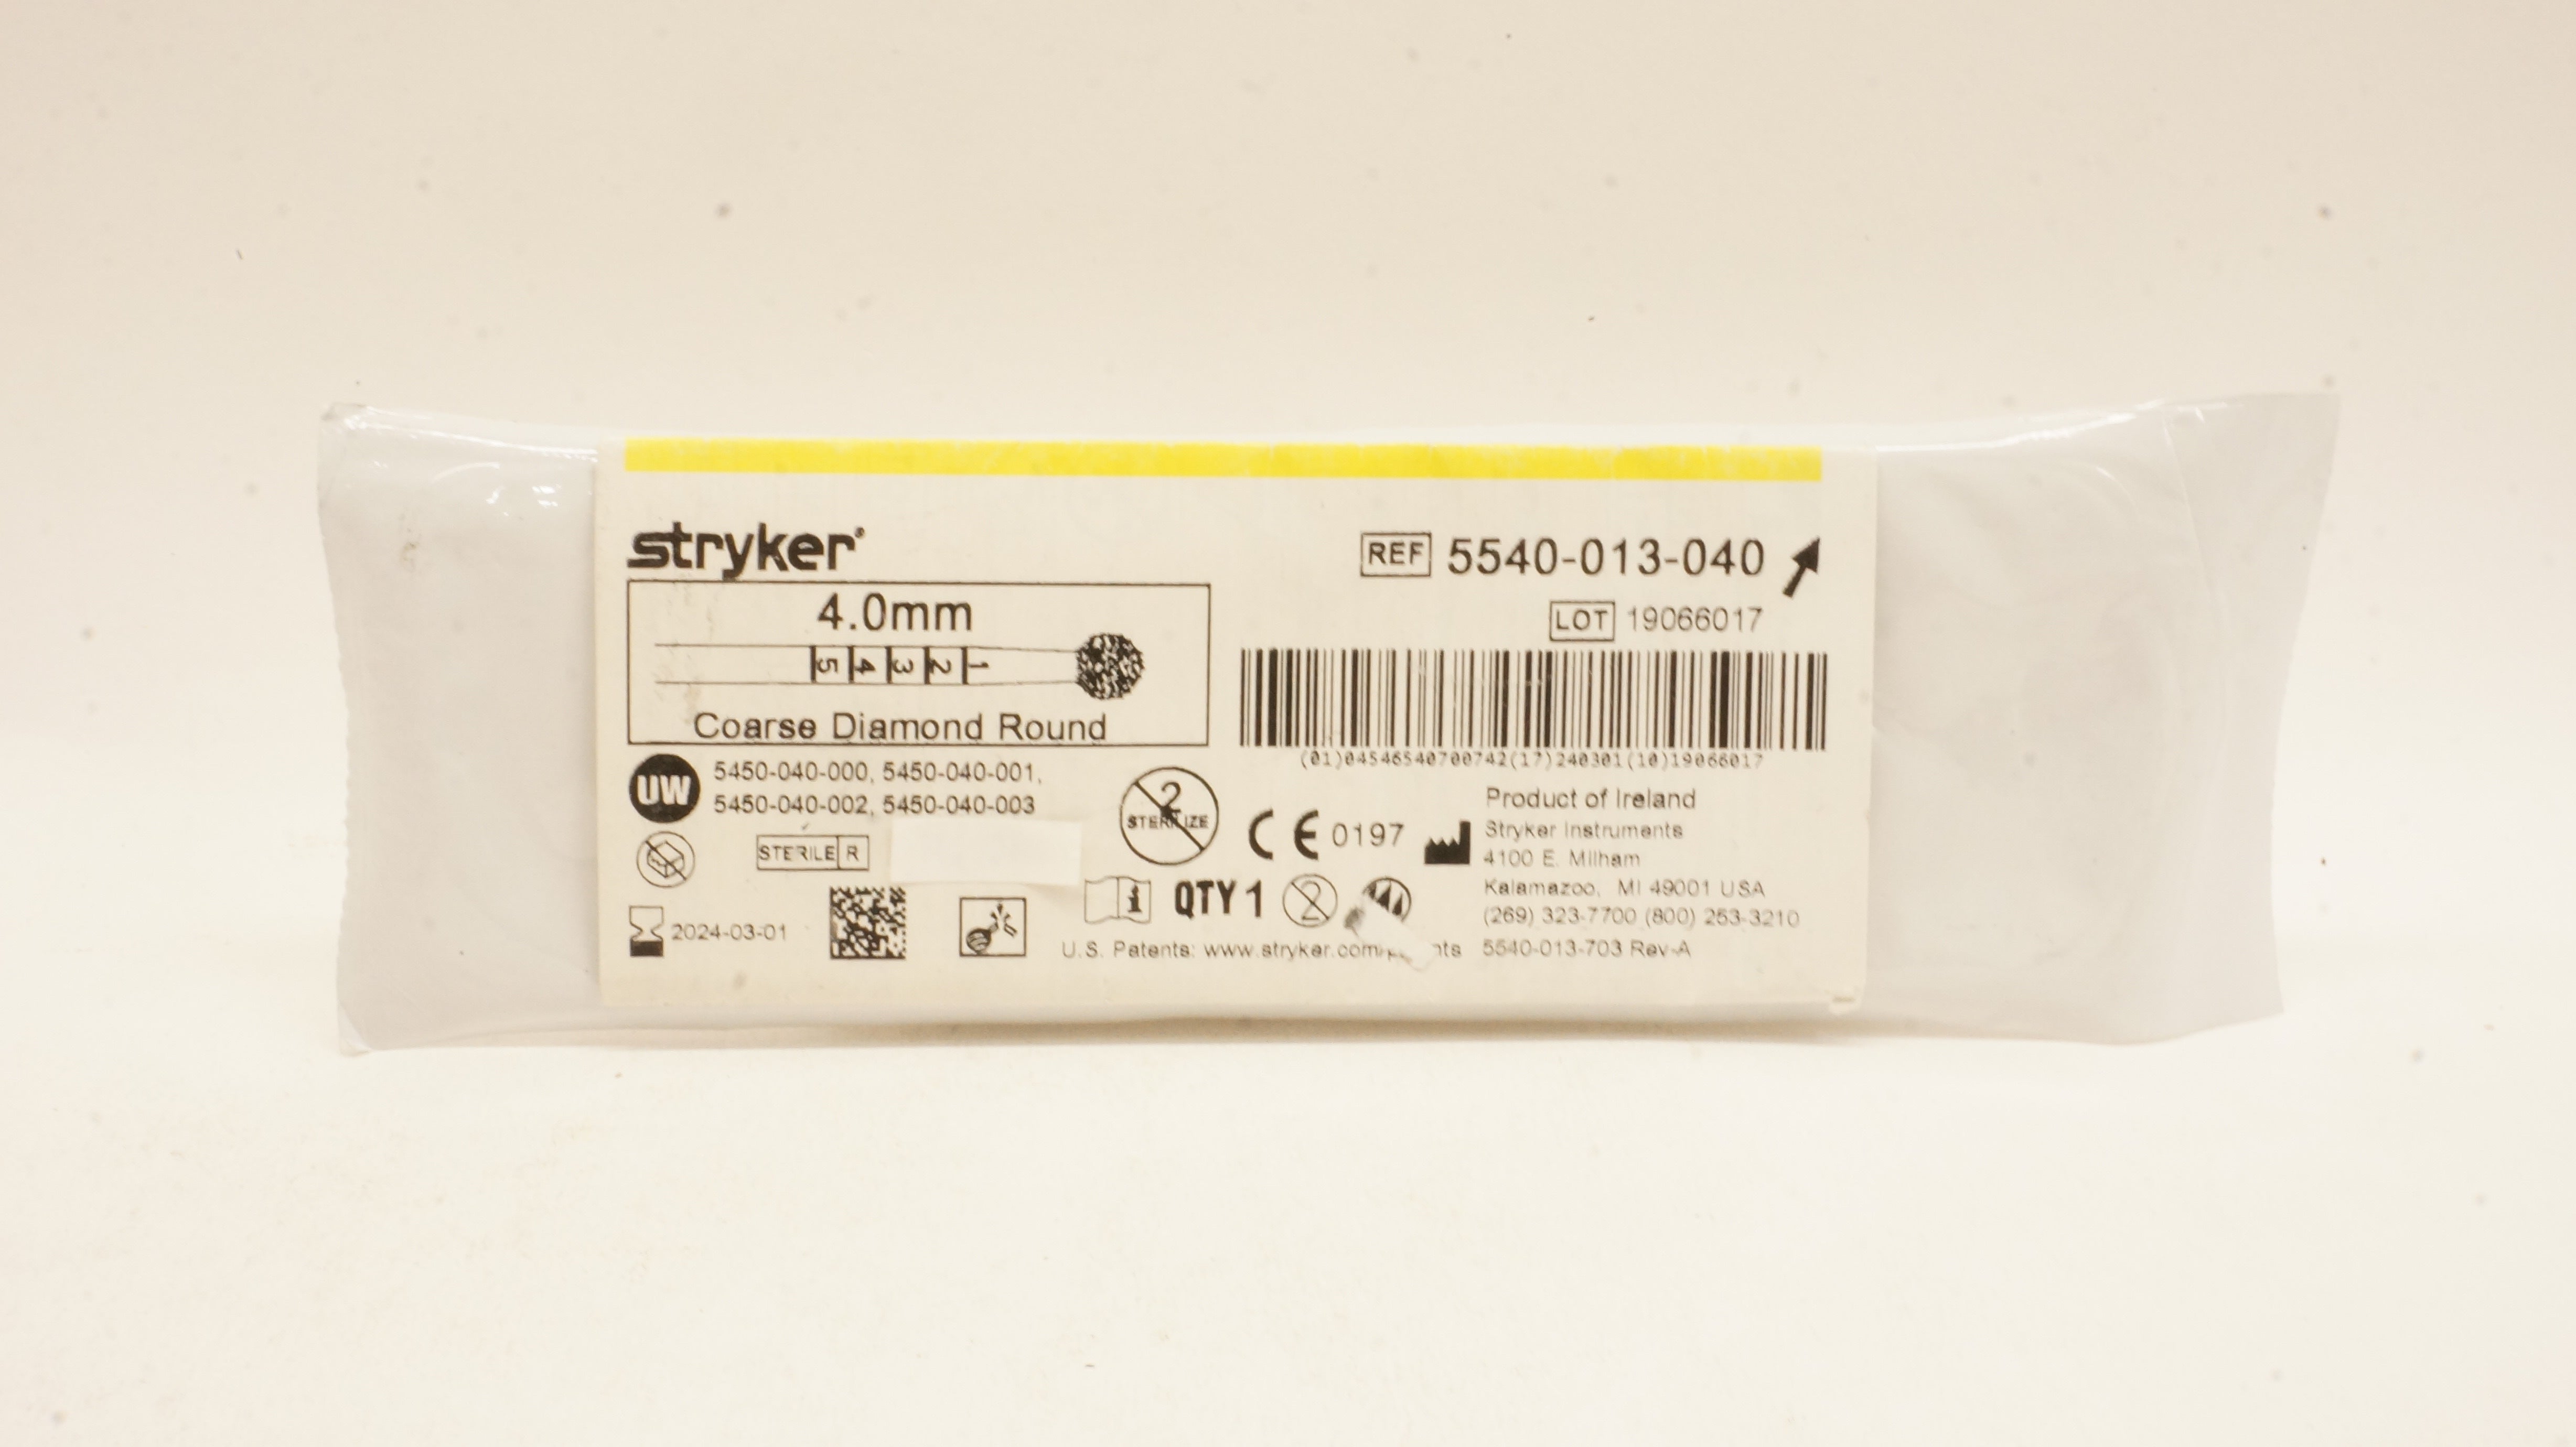 stryker®
REF 5540-013-040
LOT 19066017
4.0mm
5 4 3 2 1
Coarse Diamond Round
(01)04546540700742(17)240301(10)19066017
UW 5450-040-000, 5450-040-001,
5450-040-002, 5450-040-003
STERILE R
2 STERILIZE
CE 0197
Product of Ireland
Stryker Instruments
4100 E. Milham
Kalamazoo, MI 49001 USA
(269) 323-7700 (800) 253-3210
2024-03-01
i QTY 1 2
U.S. Patents: www.stryker.com/
5540-013-703 Rev-A